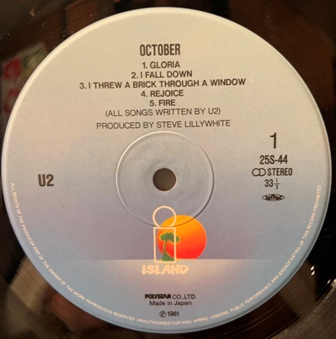 OCTOBER
1. GLORIA
2. I FALL DOWN
3. I THREW A BRICK THROUGH A WINDOW
4. REJOICE
5. FIRE
(ALL SONGS WRITTEN BY U2)
PRODUCED BY STEVE LILLYWHITE
1
25S-44
STEREO
33 1/3
U2
ISLAND
POLYSTAR CO., LTD.
Made in Japan
℗ 1981